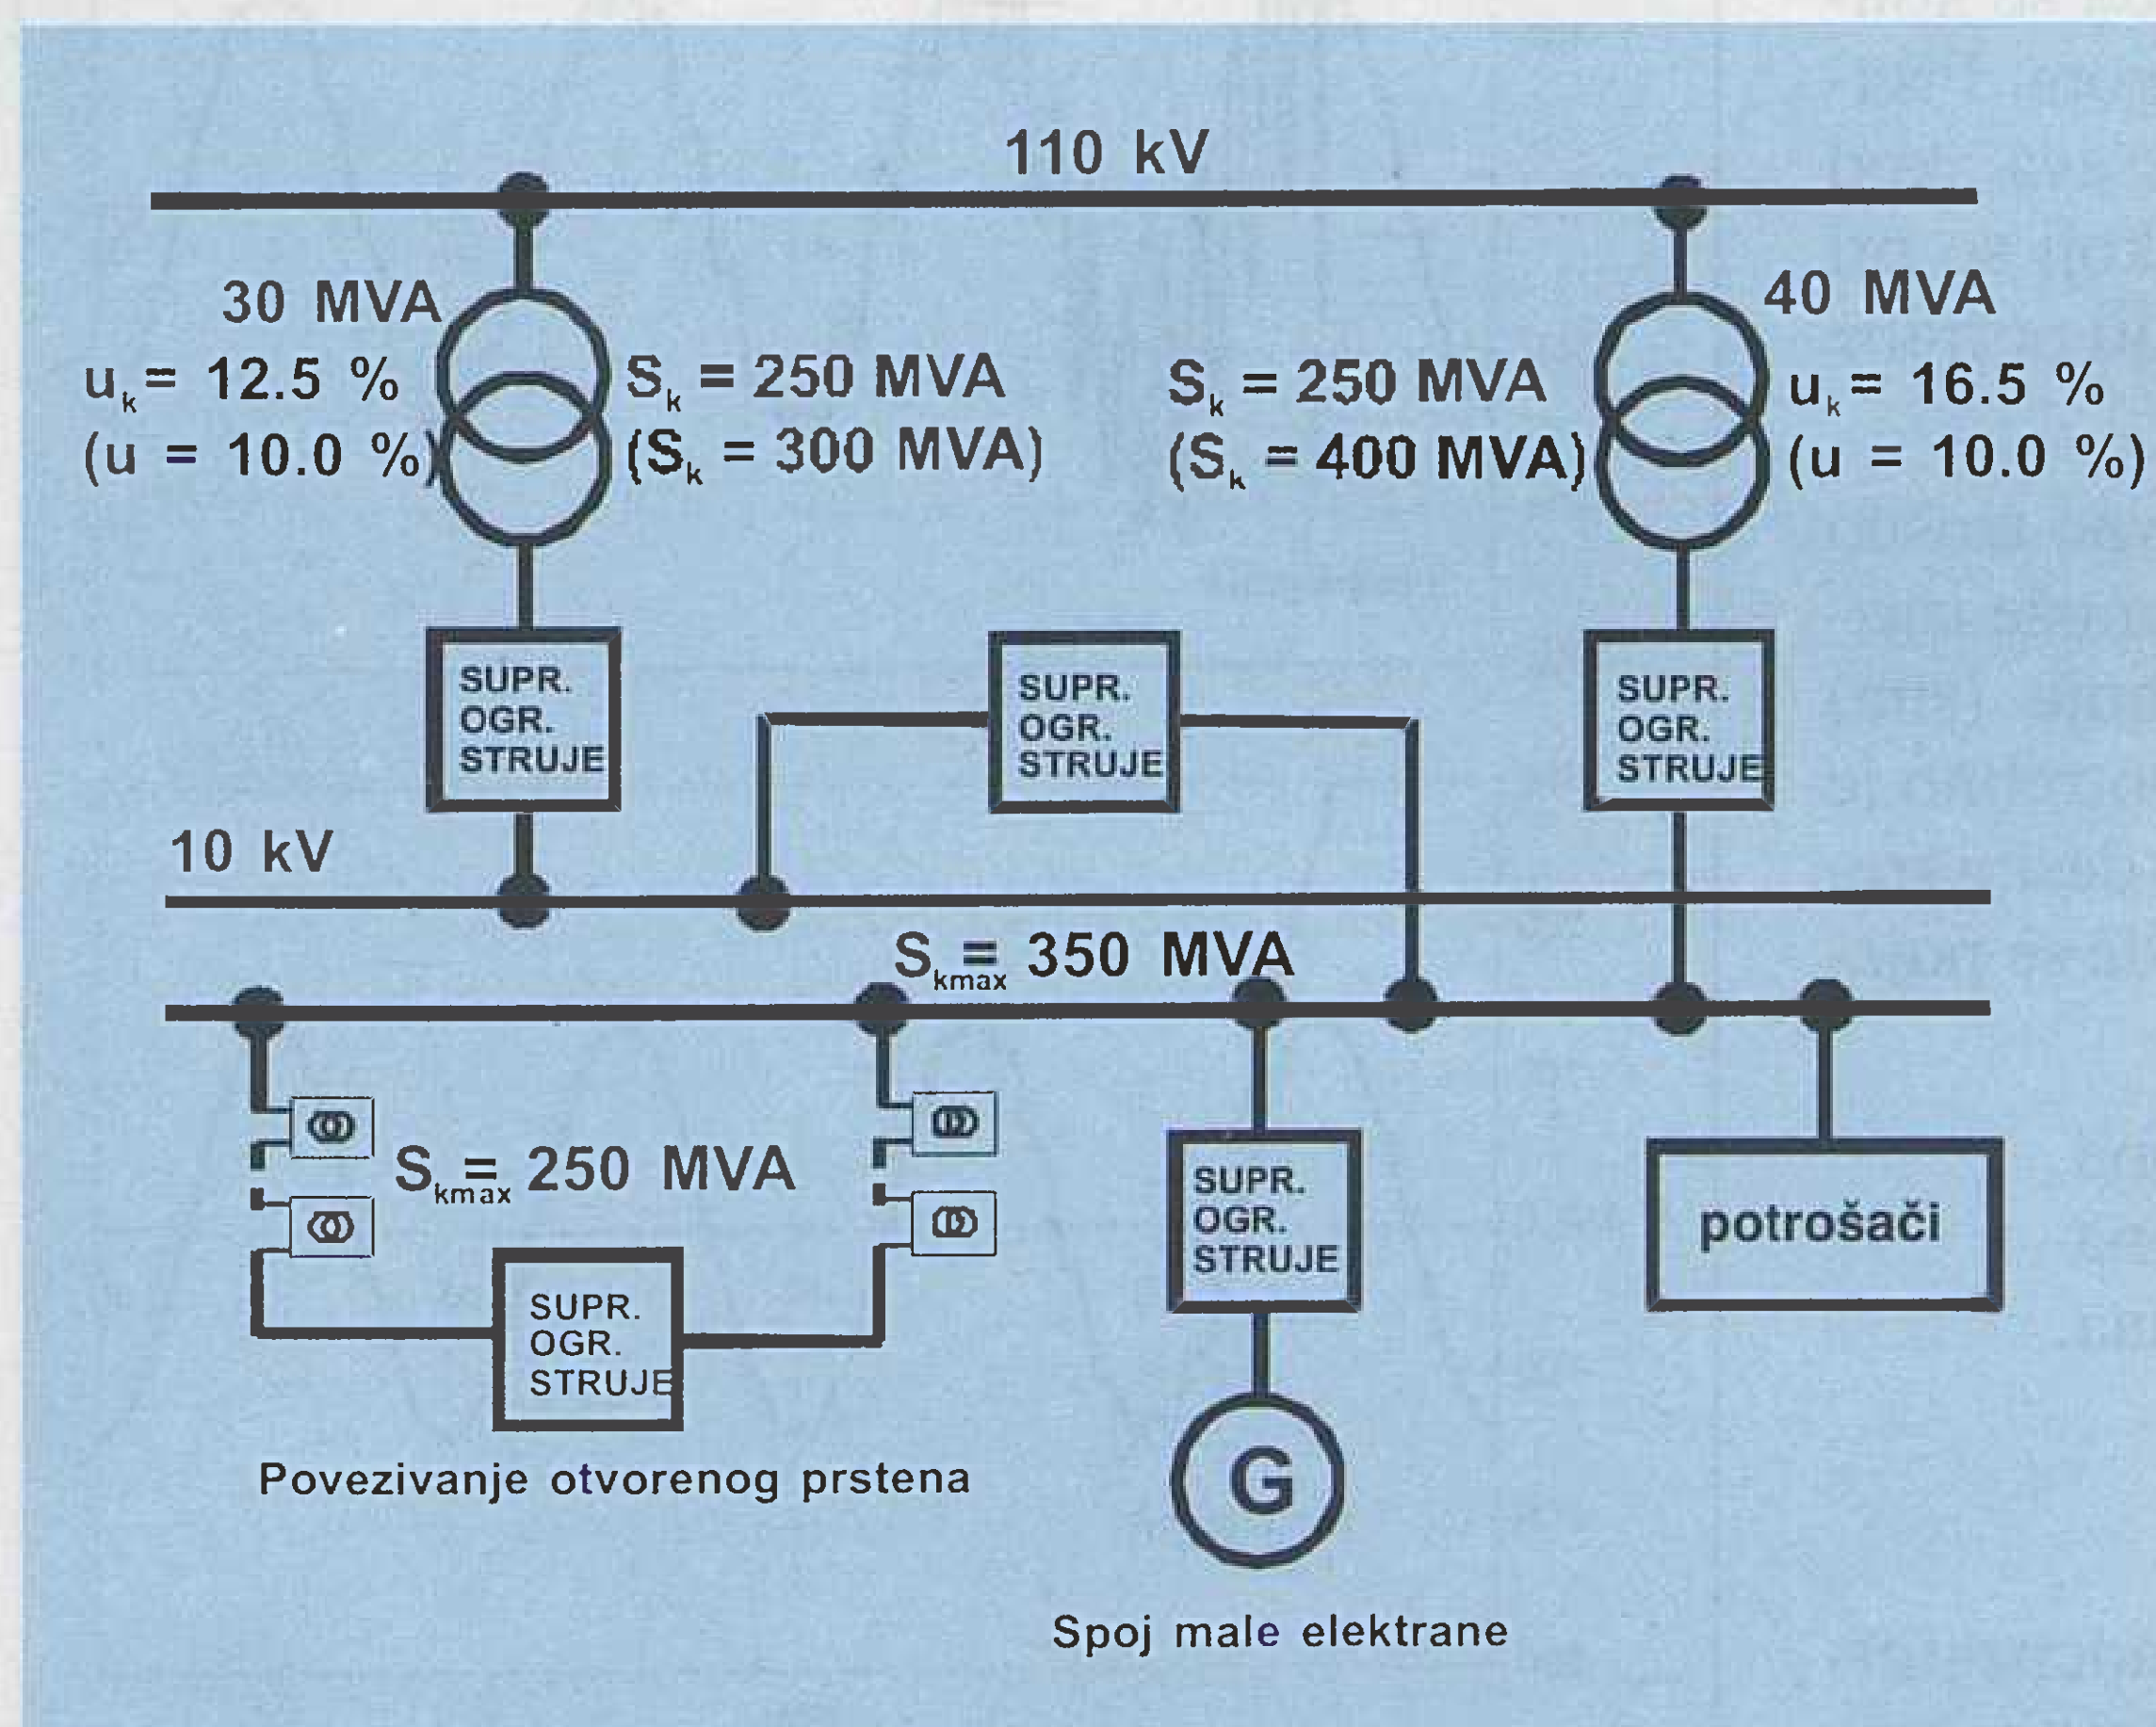 110 kV
30 MVA
u_k = 12.5 %
(u = 10.0 %)
S_k = 250 MVA
(S_k = 300 MVA)
S_k = 250 MVA
(S_k = 400 MVA)
40 MVA
u_k = 16.5 %
(u = 10.0 %)
SUPR.
OGR.
STRUJE
SUPR.
OGR.
STRUJE
SUPR.
OGR.
STRUJE
10 kV
S_kmax = 350 MVA
S_kmax = 250 MVA
SUPR.
OGR.
STRUJE
SUPR.
OGR.
STRUJE
potrošači
G
Povezivanje otvorenog prstena
Spoj male elektrane